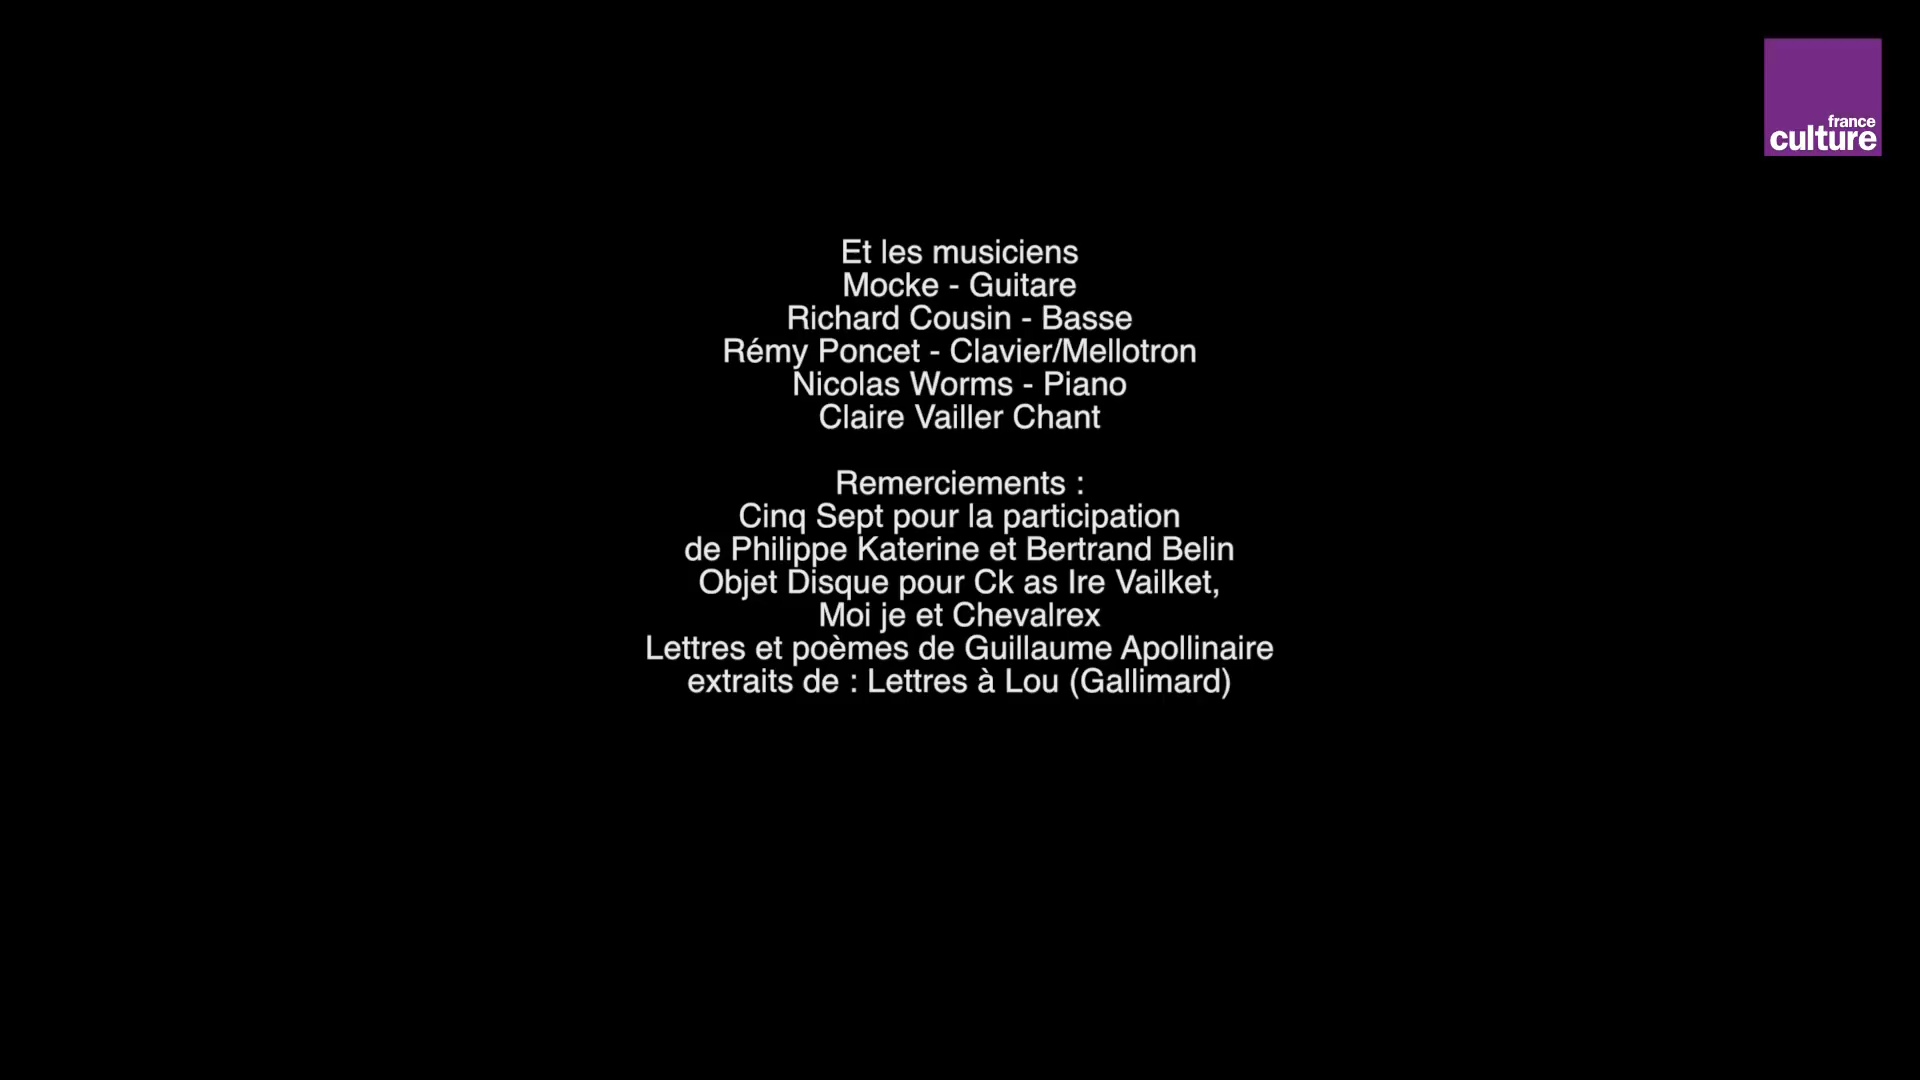 france
culture
Et les musiciens
Mocke - Guitare
Richard Cousin - Basse
Rémy Poncet - Clavier/Mellotron
Nicolas Worms - Piano
Claire Vailler Chant
Remerciements :
Cinq Sept pour la participation
de Philippe Katerine et Bertrand Belin
Objet Disque pour Ck as Ire Vailket,
Moi je et Chevalrex
Lettres et poèmes de Guillaume Apollinaire
extraits de : Lettres à Lou (Gallimard)